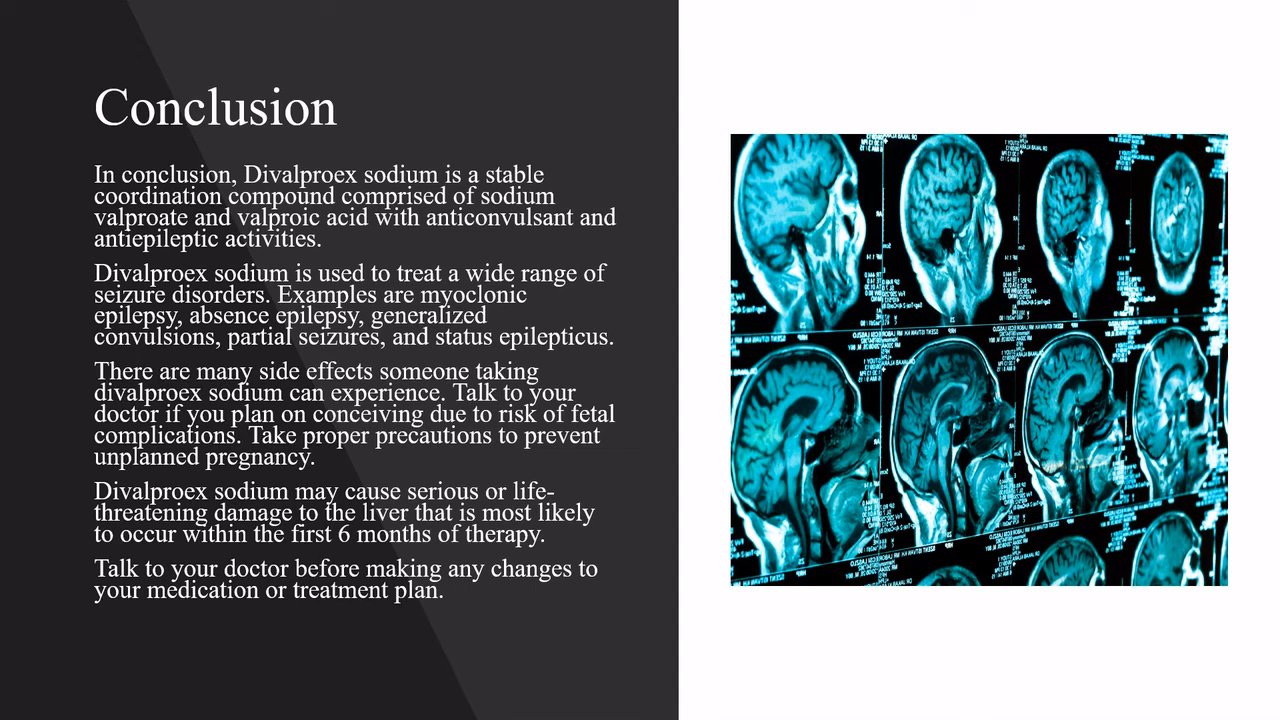 Conclusion
In conclusion, Divalproex sodium is a stable
coordination compound comprised of sodium
valproate and valproic acid with anticonvulsant and
antiepileptic activities.
Divalproex sodium is used to treat a wide range of
seizure disorders. Examples are myoclonic
epilepsy, absence epilepsy, generalized
convulsions, partial seizures, and status epilepticus.
There are many side effects someone taking
divalproex sodium can experience. Talk to your
doctor if you plan on conceiving due to risk of fetal
complications. Take proper precautions to prevent
unplanned pregnancy.
Divalproex sodium may cause serious or life-
threatening damage to the liver that is most likely
to occur within the first 6 months of therapy.
Talk to your doctor before making any changes to
your medication or treatment plan.